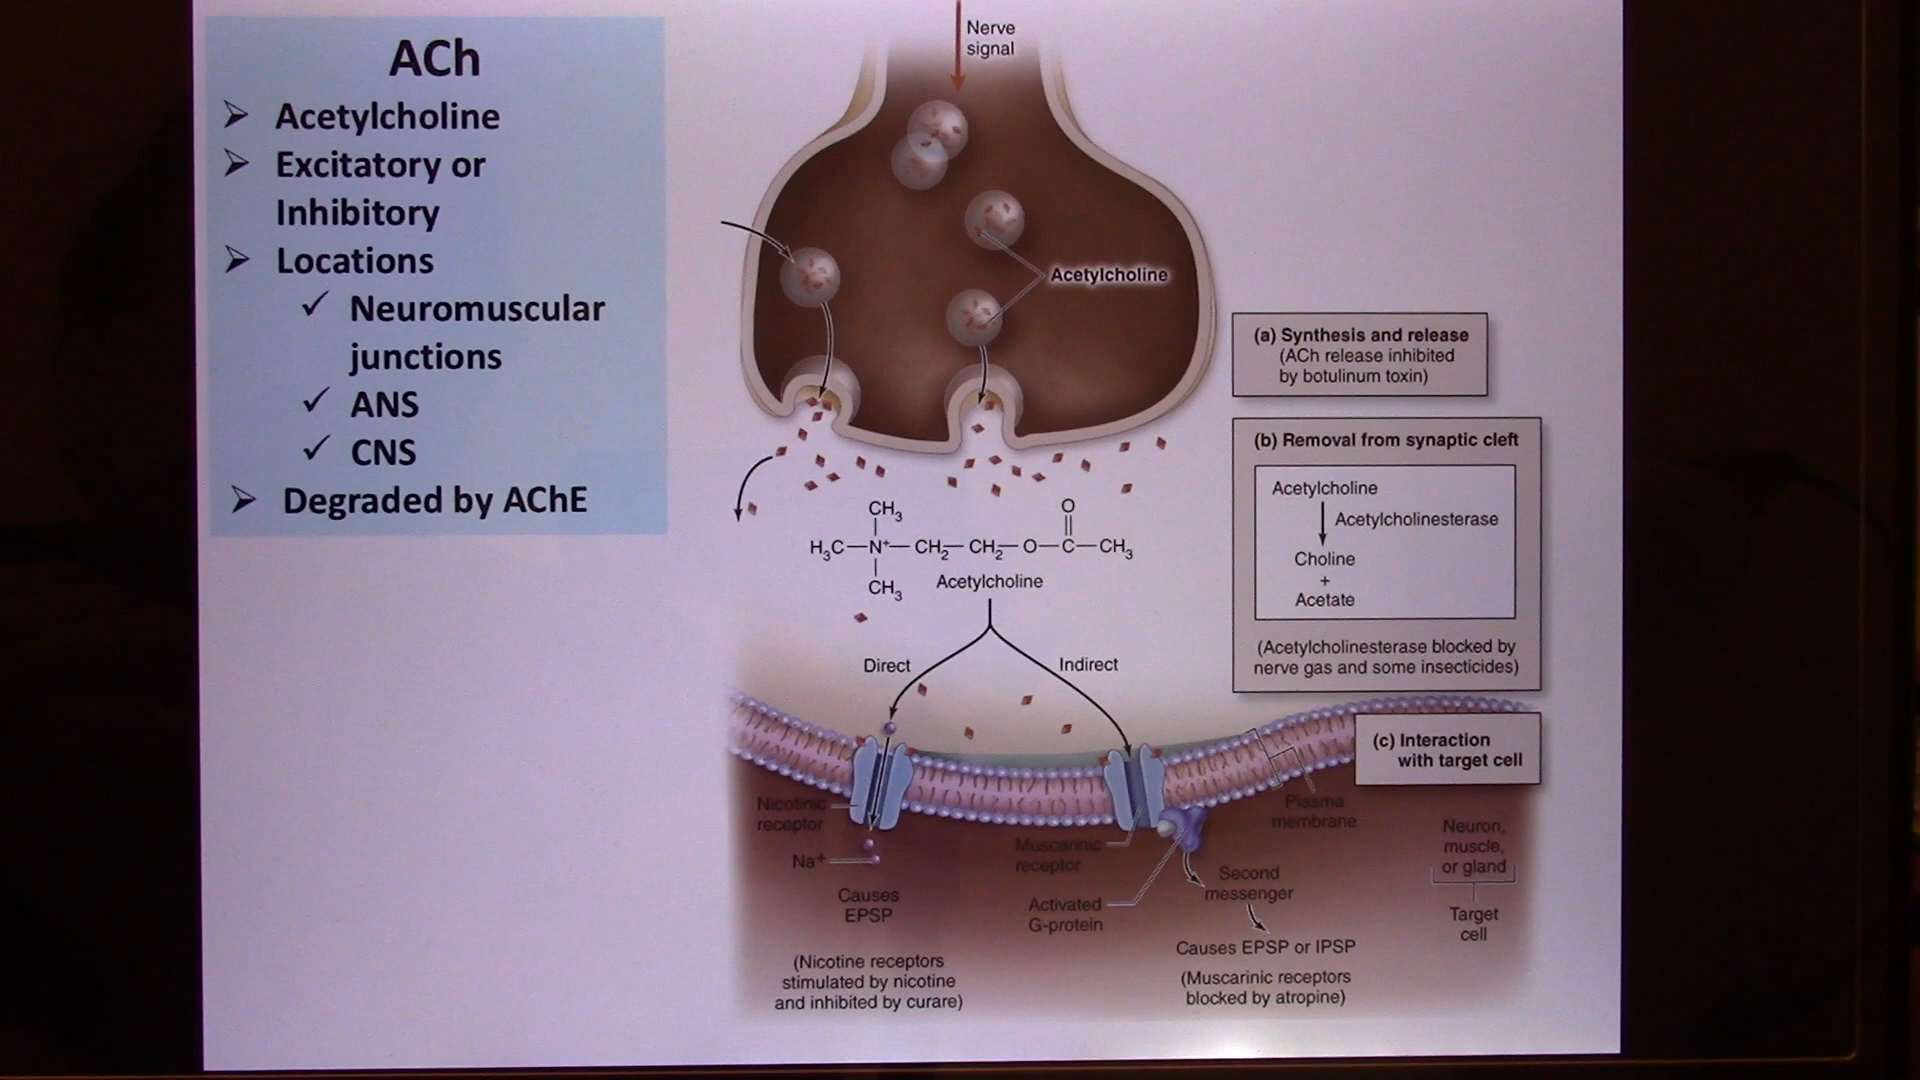 ACh
➢ Acetylcholine
➢ Excitatory or
Inhibitory
➢ Locations
✓ Neuromuscular
junctions
✓ ANS
✓ CNS
➢ Degraded by AChE
Nerve
signal
Acetylcholine
(a) Synthesis and release
(ACh release inhibited
by botulinum toxin)
(b) Removal from synaptic cleft
Acetylcholine
Acetylcholinesterase
Choline
+
Acetate
(Acetylcholinesterase blocked by
nerve gas and some insecticides)
CH₃ O
H₃C—N⁺—CH₂—CH₂—O—C—CH₃
CH₃
Acetylcholine
Direct
Indirect
(c) Interaction
with target cell
Nicotinic
receptor
Na⁺
Causes
EPSP
(Nicotine receptors
stimulated by nicotine
and inhibited by curare)
Muscarinic
receptor
Activated
G-protein
Plasma
membrane
Second
messenger
Causes EPSP or IPSP
(Muscarinic receptors
blocked by atropine)
Neuron,
muscle,
or gland
Target
cell